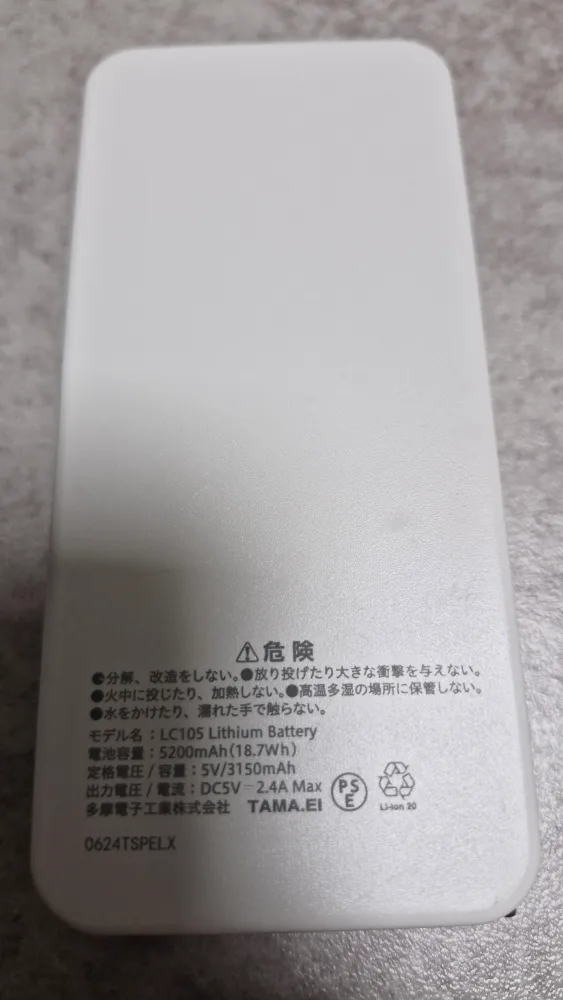 ⚠危険
●分解、改造をしない。●放り投げたり大きな衝撃を与えない。
●火中に投じたり、加熱しない。●高温多湿の場所に保管しない。
●水をかけたり、濡れた手で触らない。
モデル名：LC105 Lithium Battery
電池容量：5200mAh(18.7Wh)
定格電圧/容量：5V/3150mAh
出力電圧/電流：DC5V⎓2.4A Max
多摩電子工業株式会社 TAMA.EI
PSE
Li-ion 20
0624TSPELX